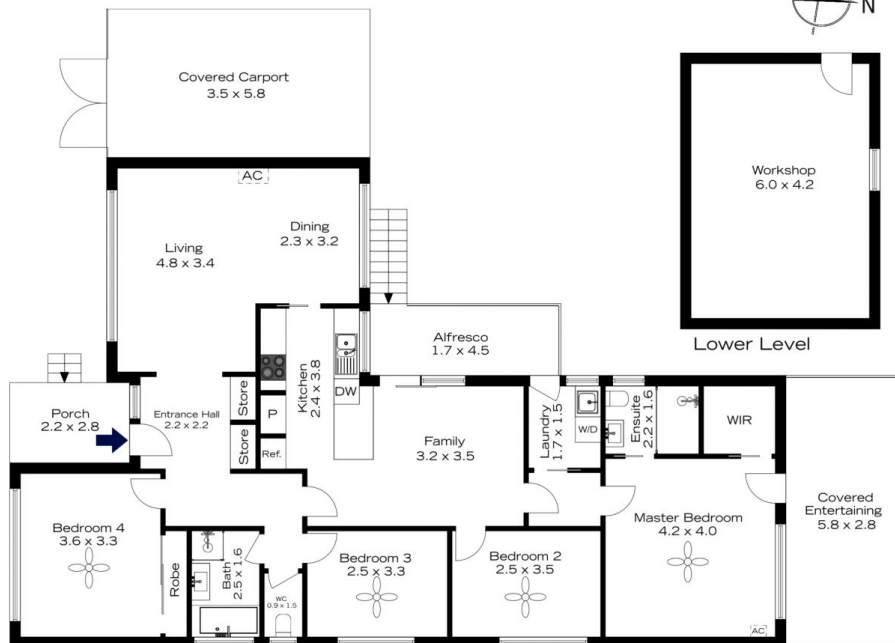 N
Covered Carport
3.5 x 5.8
AC
Dining
2.3 x 3.2
Living
4.8 x 3.4
Workshop
6.0 x 4.2
Lower Level
Alfresco
1.7 x 4.5
Kitchen
2.4 x 3.8
DW
P
Ref.
Store
Store
Porch
2.2 x 2.8
Entrance Hall
2.2 x 2.2
Family
3.2 x 3.5
Laundry
1.7 x 1.5
W/D
Ensuite
2.2 x 1.6
WIR
Covered
Entertaining
5.8 x 2.8
Master Bedroom
4.2 x 4.0
AC
Bedroom 4
3.6 x 3.3
Robe
Bath
2.5 x 1.6
WC
0.9 x 1.5
Bedroom 3
2.5 x 3.3
Bedroom 2
2.5 x 3.5